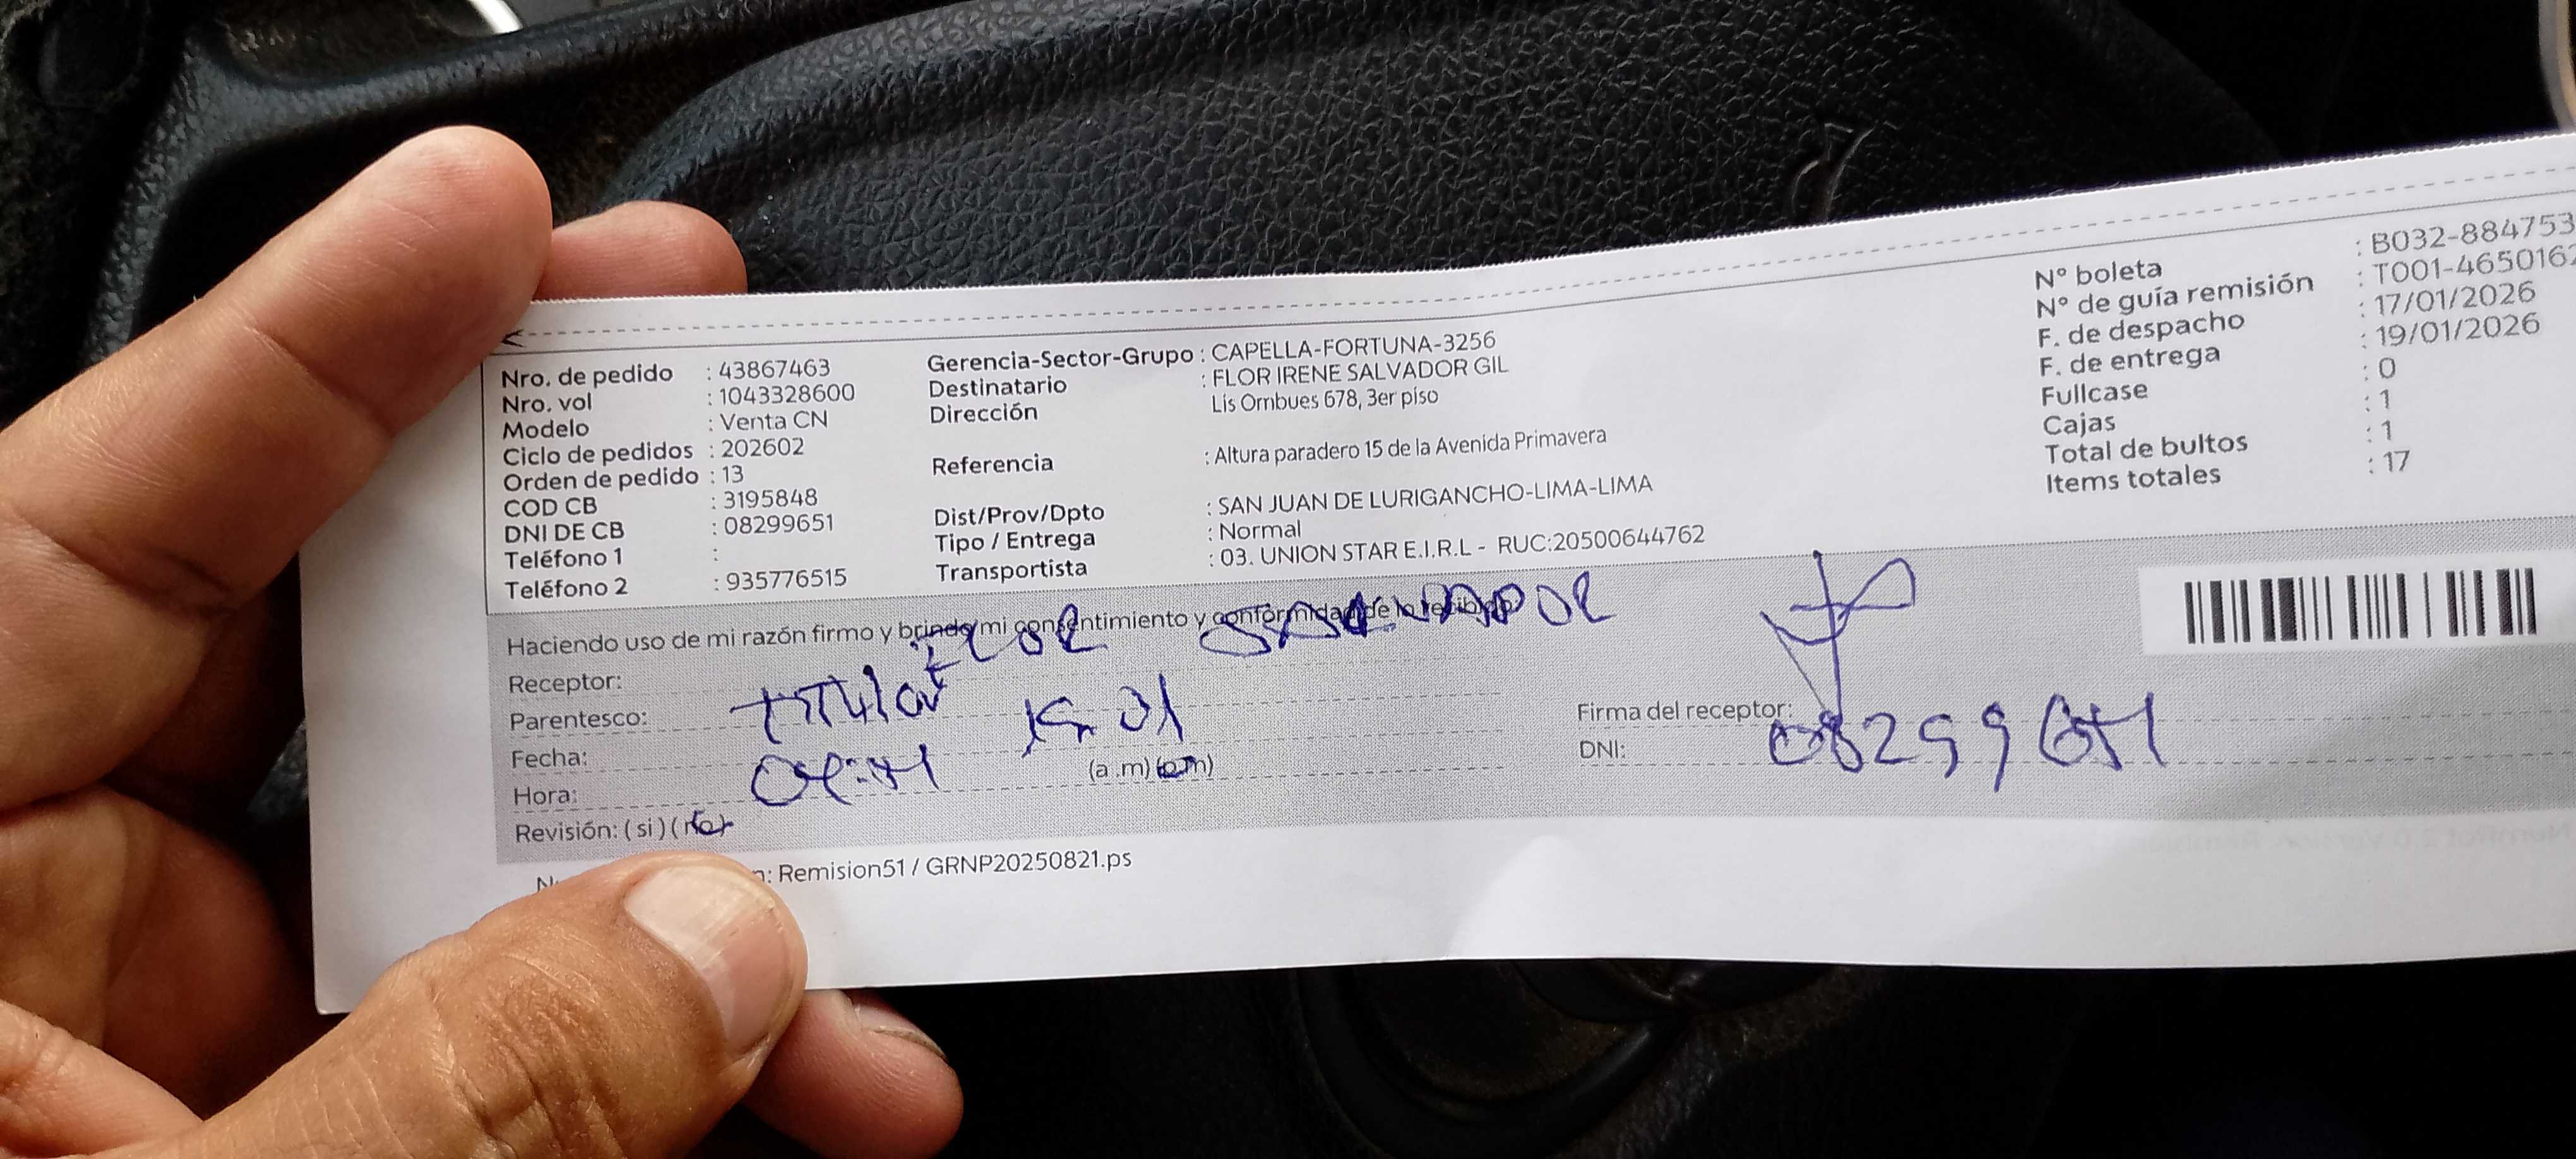 Nro. de pedido : 43867463
Nro. vol : 1043328600
Modelo : Venta CN
Ciclo de pedidos : 202602
Orden de pedido : 13
COD CB : 3195848
DNI DE CB : 08299651
Teléfono 1 :
Teléfono 2 : 935776515
Gerencia-Sector-Grupo : CAPELLA-FORTUNA-3256
Destinatario : FLOR IRENE SALVADOR GIL
Dirección Lis Ornbues 678, 3er piso
Referencia : Altura paradero 15 de la Avenida Primavera
Dist/Prov/Dpto : SAN JUAN DE LURIGANCHO-LIMA-LIMA
Tipo / Entrega : Normal
Transportista : 03. UNION STAR E.I.R.L - RUC:20500644762
N° boleta : B032-884753
N° de guía remisión : T001-465016
F. de despacho : 17/01/2026
F. de entrega : 19/01/2026
Fullcase : 0
Cajas : 1
Total de bultos : 1
Items totales : 17
Haciendo uso de mi razón firmo y brindo mi consentimiento y conformidad de lo recibido
Receptor: FLOR SALVADOR
Parentesco: Titular
Fecha: 01
Hora: (a.m) (p.m)
Revisión: (si) (no)
Firma del receptor:
DNI: 08299651
: Remision51 / GRNP20250821.ps